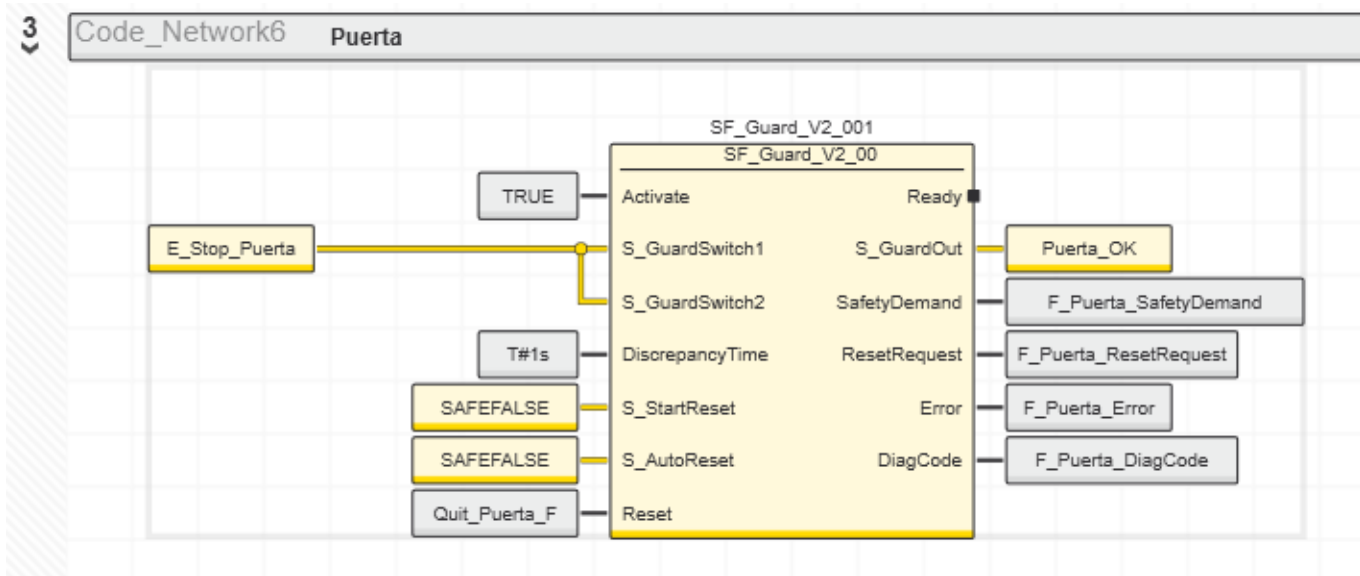 3
Code_Network6 Puerta
SF_Guard_V2_001
SF_Guard_V2_00
TRUE Activate Ready
E_Stop_Puerta S_GuardSwitch1 S_GuardOut Puerta_OK
S_GuardSwitch2 SafetyDemand F_Puerta_SafetyDemand
T#1s DiscrepancyTime ResetRequest F_Puerta_ResetRequest
SAFEFALSE S_StartReset Error F_Puerta_Error
SAFEFALSE S_AutoReset DiagCode F_Puerta_DiagCode
Quit_Puerta_F Reset